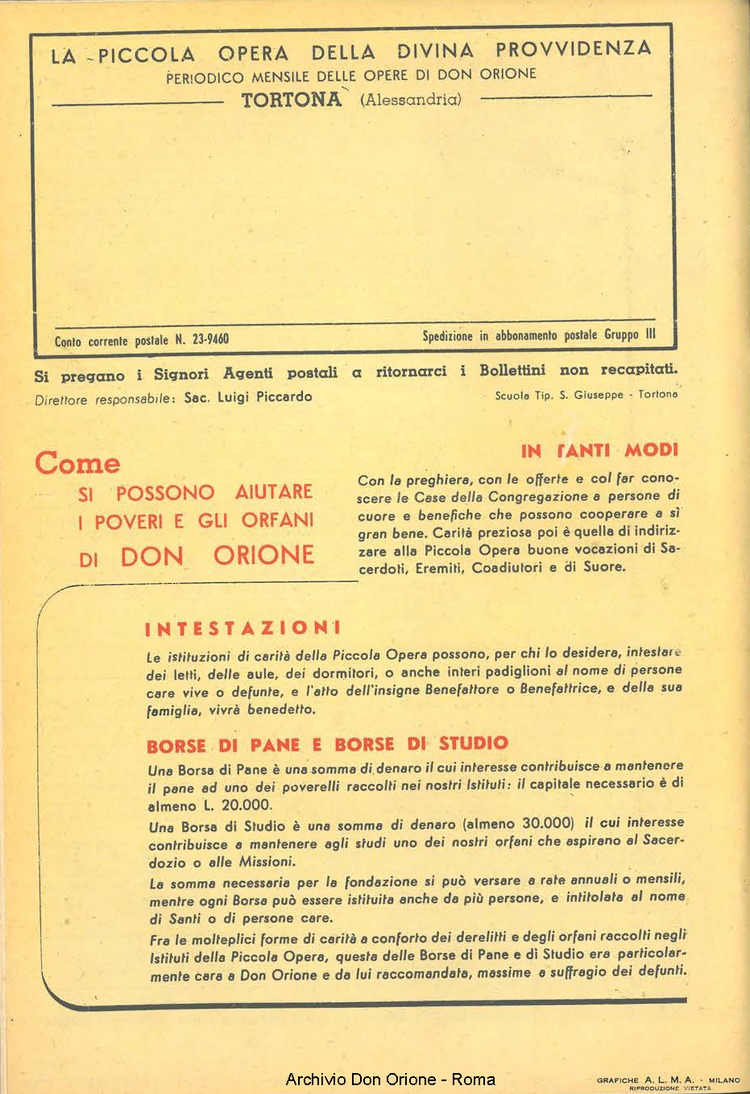 LA PICCOLA OPERA DELLA DIVINA PROVVIDENZA
PERIODICO MENSILE DELLE OPERE DI DON ORIONE
TORTONA (Alessandria)
Conto corrente postale N. 23-9460
Spedizione in abbonamento postale Gruppo III
Si pregano i Signori Agenti postali a ritornarci i Bollettini non recapitati.
Direttore responsabile: Sac. Luigi Piccardo
Scuola Tip. S. Giuseppe - Tortona
Come
SI POSSONO AIUTARE
I POVERI E GLI ORFANI
DI DON ORIONE
IN TANTI MODI
Con la preghiera, con le offerte e col far cono-
scere le Case della Congregazione a persone di
cuore e benefiche che possono cooperare a sì
gran bene. Carità preziosa poi è quella di indiriz-
zare alla Piccola Opera buone vocazioni di Sa-
cerdoti, Eremiti, Coadiutori e di Suore.
INTESTAZIONI
Le istituzioni di carità della Piccola Opera possono, per chi lo desidera, intestare
dei letti, delle aule, dei dormitori, o anche interi padiglioni al nome di persone
care vive o defunte, e l'atto dell'insigne Benefattore o Benefattrice, e della sua
famiglia, vivrà benedetto.
BORSE DI PANE E BORSE DI STUDIO
Una Borsa di Pane è una somma di denaro il cui interesse contribuisce a mantenere
il pane ad uno dei poverelli raccolti nei nostri Istituti: il capitale necessario è di
almeno L. 20.000.
Una Borsa di Studio è una somma di denaro (almeno 30.000) il cui interesse
contribuisce a mantenere agli studi uno dei nostri orfani che aspirano al Sacer-
dozio o alle Missioni.
La somma necessaria per la fondazione si può versare a rate annuali o mensili,
mentre ogni Borsa può essere istituita anche da più persone, e intitolata al nome
di Santi o di persone care.
Fra le molteplici forme di carità a conforto dei derelitti e degli orfani raccolti negli
Istituti della Piccola Opera, questa delle Borse di Pane e di Studio era particolar-
mente cara a Don Orione e da lui raccomandata, massime a suffragio dei defunti.
Archivio Don Orione - Roma
GRAFICHE A. L. M. A. - MILANO
RIPRODUZIONE VIETATA